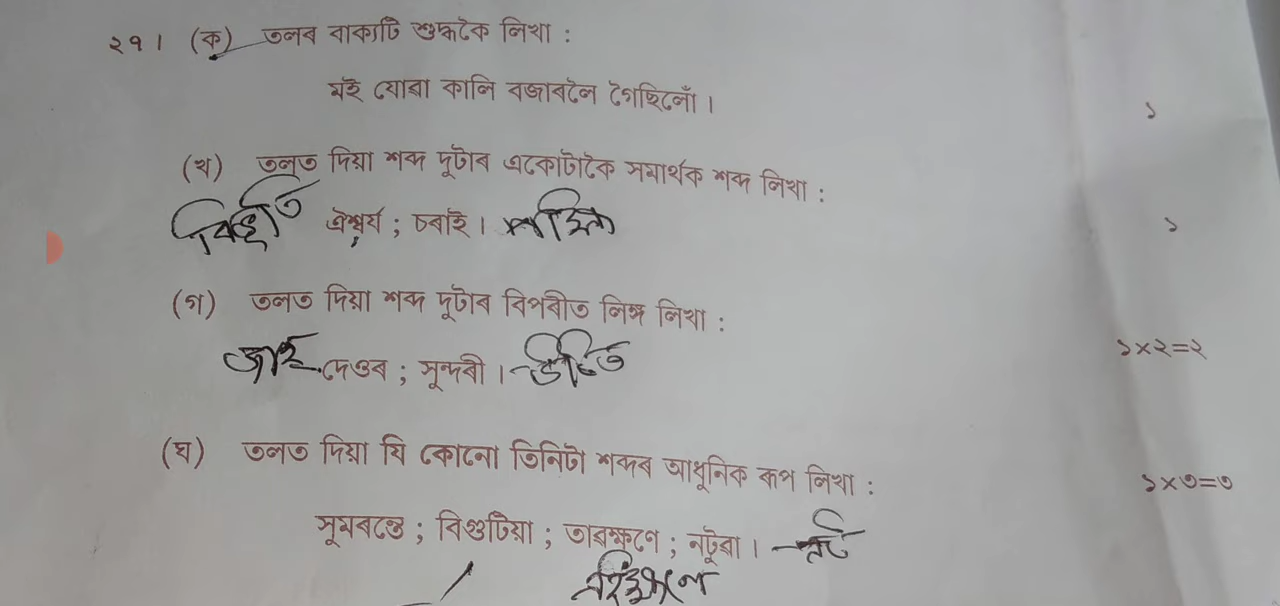 ২৭। (ক) তলৰ বাক্যটি শুদ্ধকৈ লিখা :
মই যোৱা কালি বজাৰলৈ গৈছিলোঁ।
১
(খ) তলত দিয়া শব্দ দুটাৰ একোটাকৈ সমাৰ্থক শব্দ লিখা :
বিভূতি ঐশ্বৰ্য ; চৰাই।
১
(গ) তলত দিয়া শব্দ দুটাৰ বিপৰীত লিঙ্গ লিখা :
১×২=২
দেওৰ ; সুন্দৰী।
(ঘ) তলত দিয়া যি কোনো তিনিটা শব্দৰ আধুনিক ৰূপ লিখা :
১×৩=৩
সুমৰন্তে ; বিগুটিয়া ; তাৱক্ষণে ; নটুৱা।